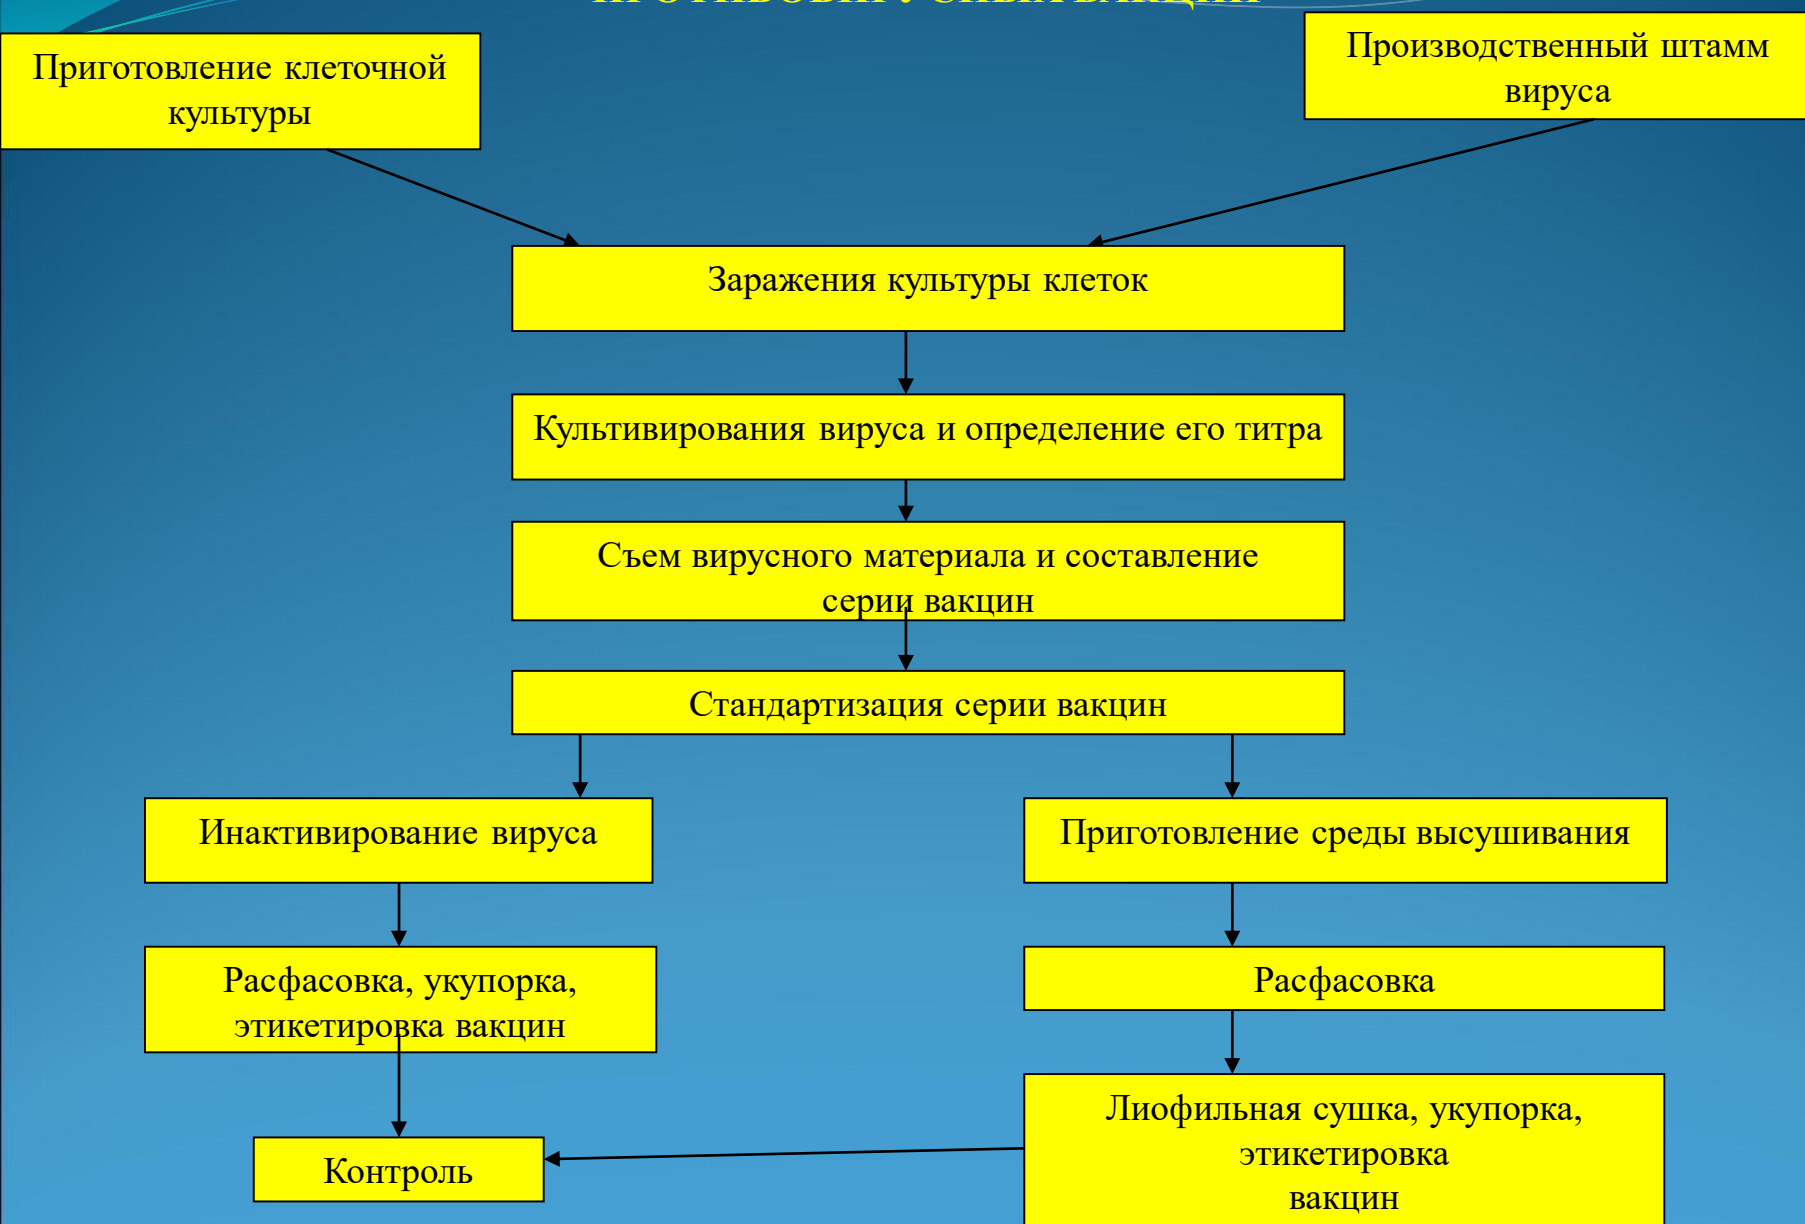 ПРОТИВОВИРУСНЫХ ВАКЦИН
Приготовление клеточной
культуры
Производственный штамм
вируса
Заражения культуры клеток
Культивирования вируса и определение его титра
Съем вирусного материала и составление
серии вакцин
Стандартизация серии вакцин
Инактивирование вируса
Приготовление среды высушивания
Расфасовка, укупорка,
этикетировка вакцин
Расфасовка
Лиофильная сушка, укупорка,
этикетировка
вакцин
Контроль